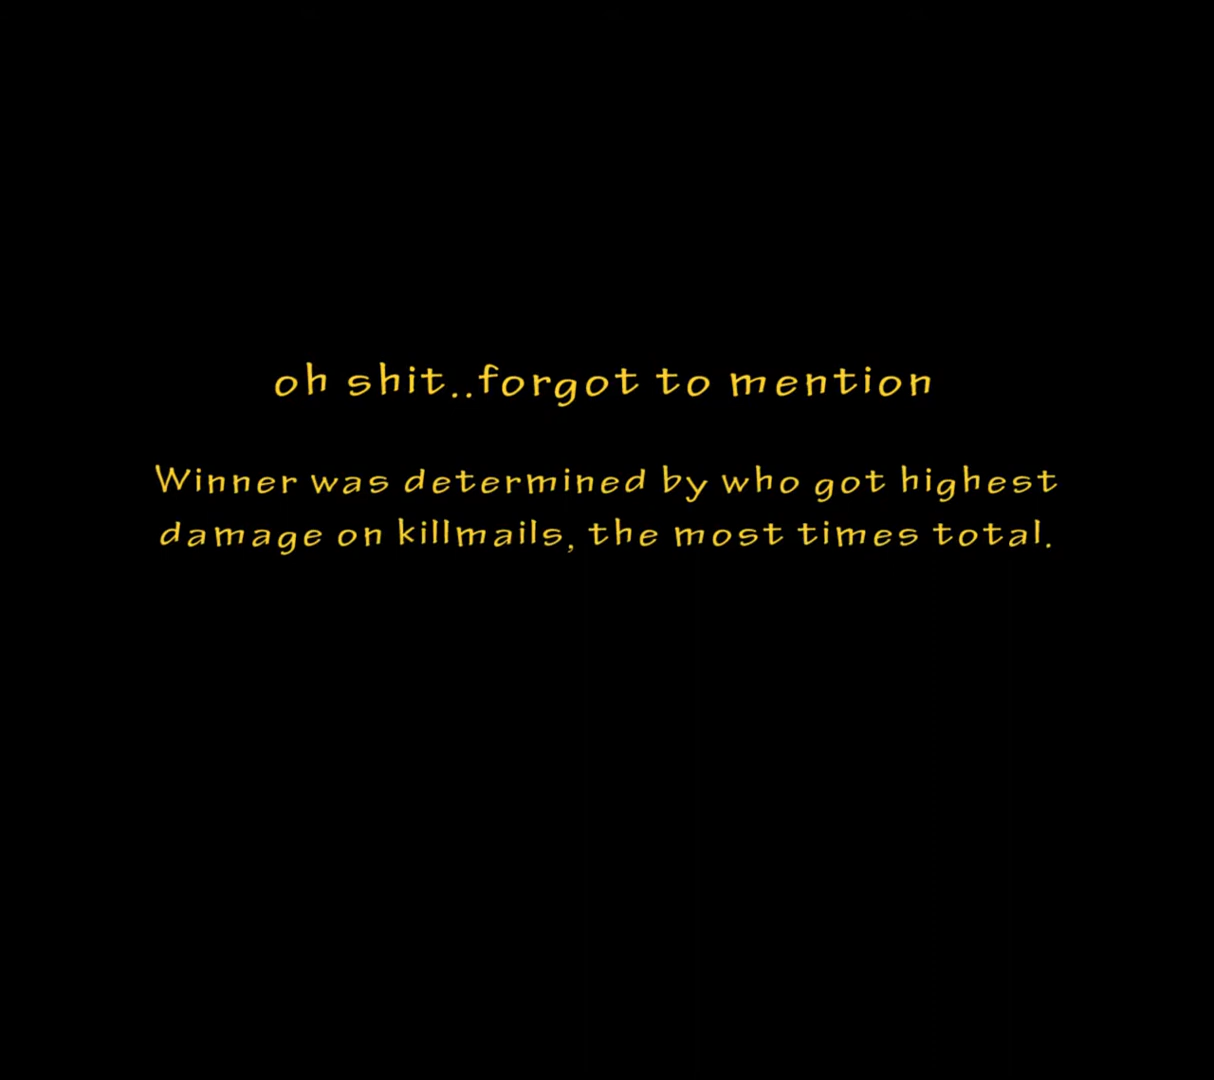 oh shit..forgot to mention
Winner was determined by who got highest
damage on killmails, the most times total.